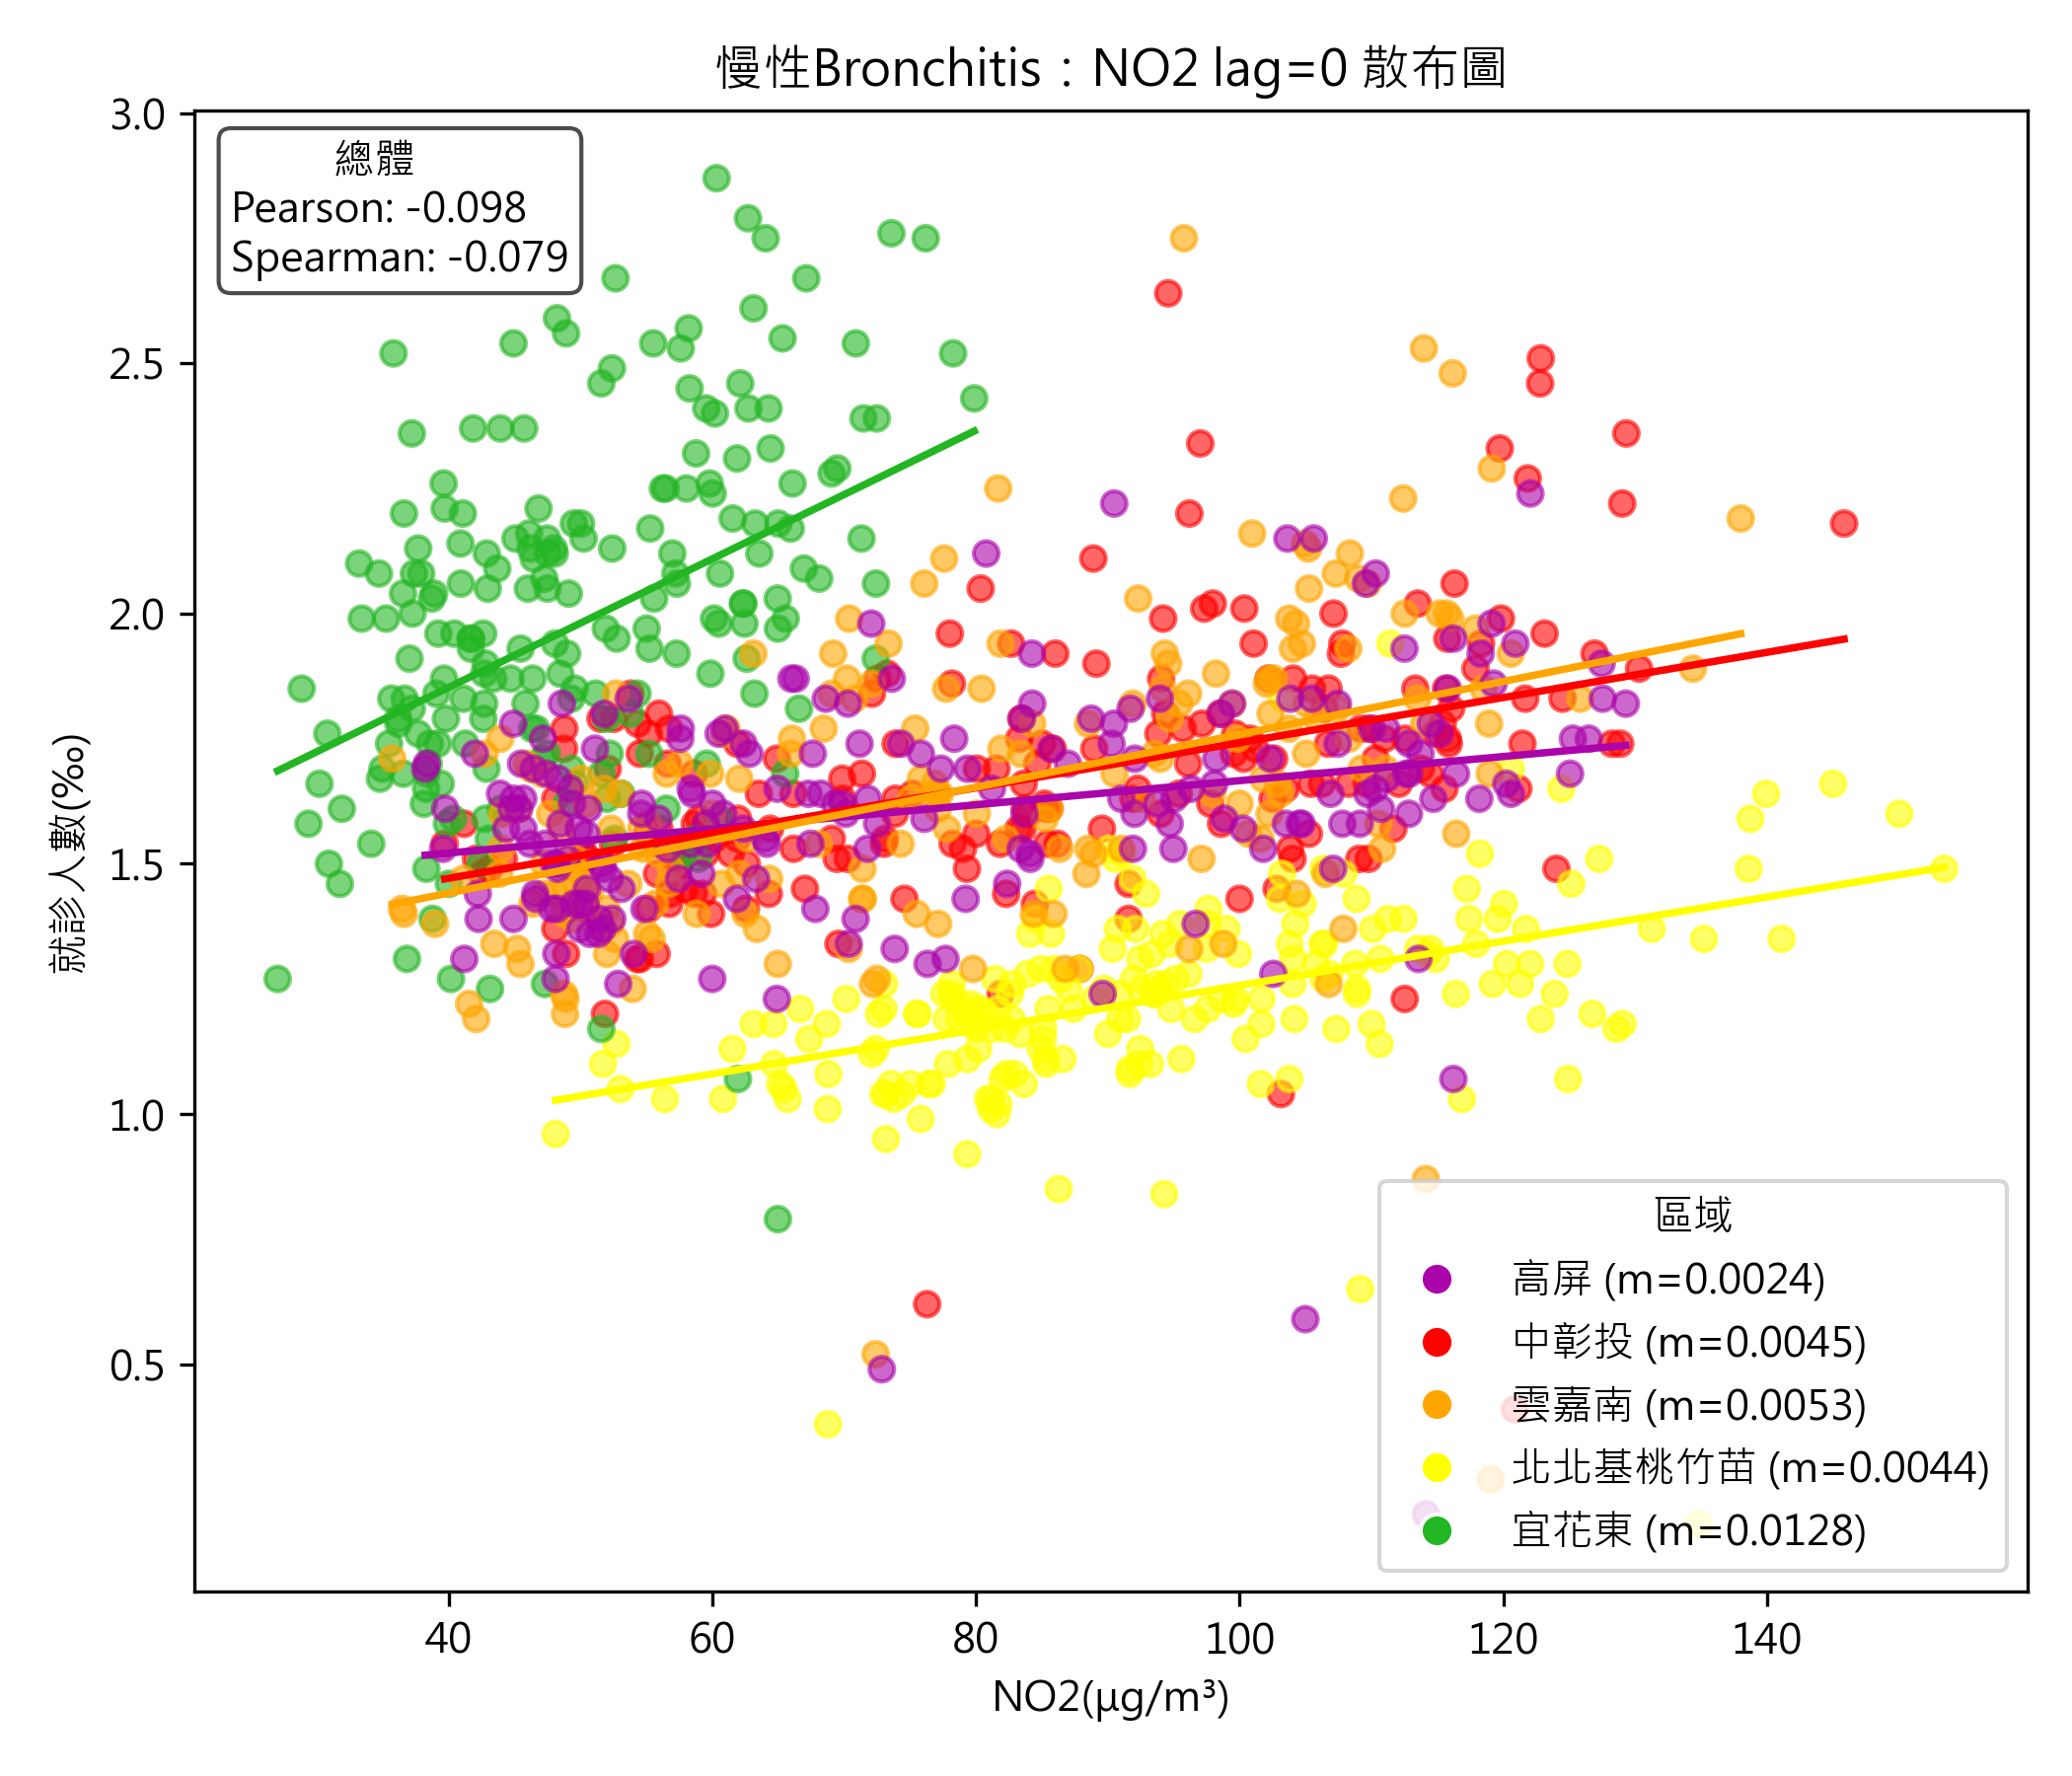 慢性Bronchitis：NO2 lag=0 散布圖
總體
Pearson: -0.098
Spearman: -0.079
3.0
2.5
2.0
1.5
1.0
0.5
就診人數(‰)
40
60
80
100
120
140
NO2(μg/m³)
區域
高屏 (m=0.0024)
中彰投 (m=0.0045)
雲嘉南 (m=0.0053)
北北基桃竹苗 (m=0.0044)
宜花東 (m=0.0128)